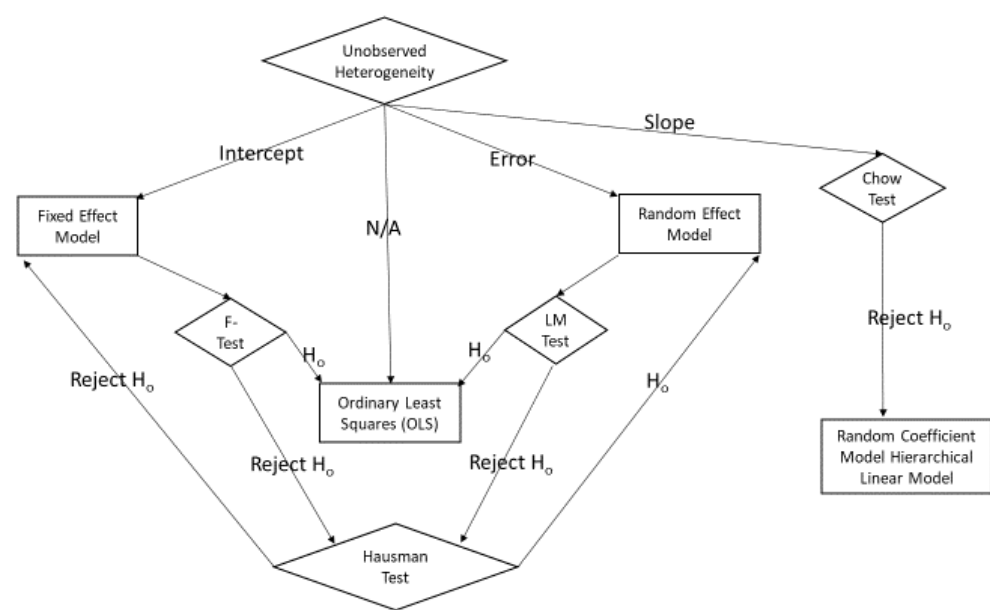 Unobserved
Heterogeneity
Slope
Intercept
Error
Chow
Test
Fixed Effect
Model
N/A
Random Effect
Model
F-
Test
LM
Test
Reject Hₒ
Hₒ
Hₒ
Reject Hₒ
Hₒ
Ordinary Least
Squares (OLS)
Random Coefficient
Model Hierarchical
Linear Model
Reject Hₒ
Reject Hₒ
Hausman
Test